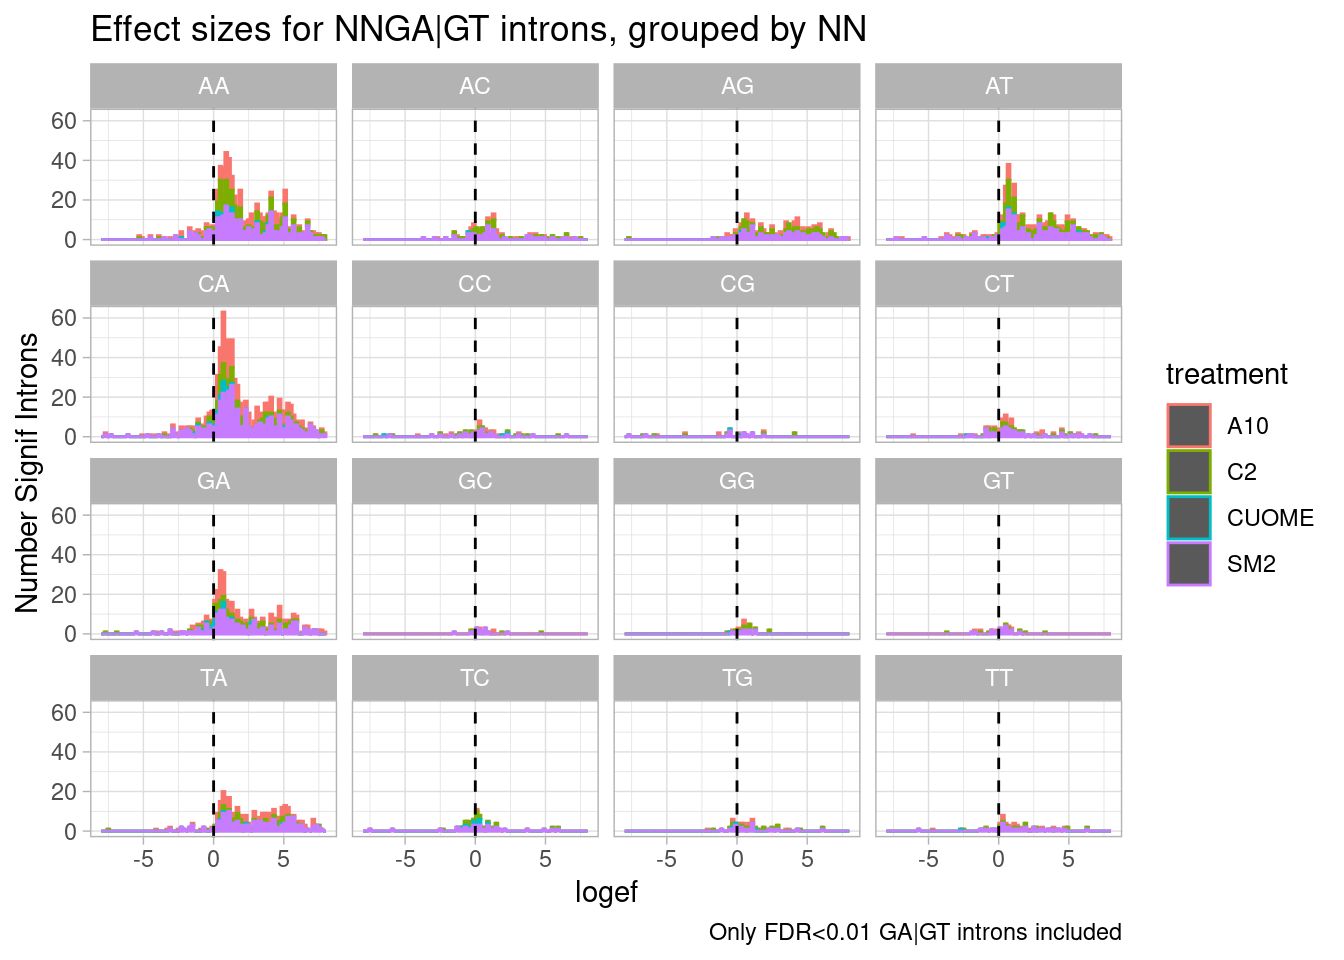 Effect sizes for NNGA|GT introns, grouped by NN
AA AC AG AT
60
40
20
0
CA CC CG CT
60
40
20
0
GA GC GG GT
60
40
20
0
TA TC TG TT
60
40
20
0
-5 0 5 -5 0 5 -5 0 5 -5 0 5
Number Signif Introns
logef
treatment
A10
C2
CUOME
SM2
Only FDR<0.01 GA|GT introns included